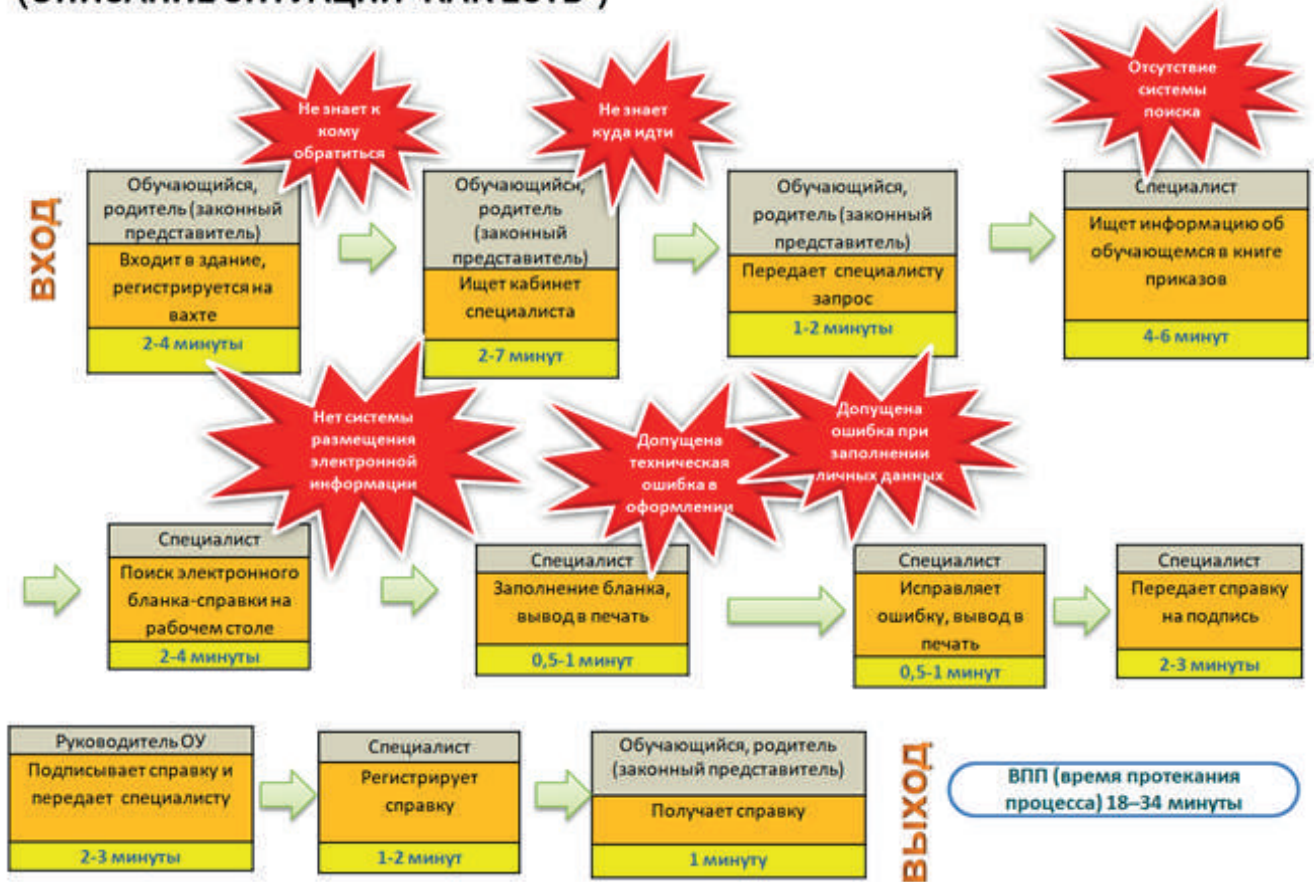 (ОПИСАНИЕ СИТУАЦИИ "КАК ЕСТЬ")
Не знает к
кому
обратиться
Не знает
куда идти
Отсутствие
системы
поиска
ВХОД
Обучающийся,
родитель (законный
представитель)
Входит в здание,
регистрируется на
вахте
2-4 минуты
Обучающийся,
родитель
(законный
представитель)
Ищет кабинет
специалиста
2-7 минут
Обучающийся,
родитель (законный
представитель)
Передает специалисту
запрос
1-2 минуты
Специалист
Ищет информацию об
обучающемся в книге
приказов
4-6 минут
Нет системы
размещения
электронной
информации
Допущена
техническая
ошибка в
оформлении
Допущена
ошибка при
заполнении
личных данных
Специалист
Поиск электронного
бланка-справки на
рабочем столе
2-4 минуты
Специалист
Заполнение бланка,
вывод в печать
0,5-1 минут
Специалист
Исправляет
ошибку, вывод в
печать
0,5-1 минут
Специалист
Передает справку
на подпись
2-3 минуты
Руководитель ОУ
Подписывает справку и
передает специалисту
2-3 минуты
Специалист
Регистрирует
справку
1-2 минут
Обучающийся, родитель
(законный представитель)
Получает справку
1 минуту
ВЫХОД
ВПП (время протекания
процесса) 18–34 минуты